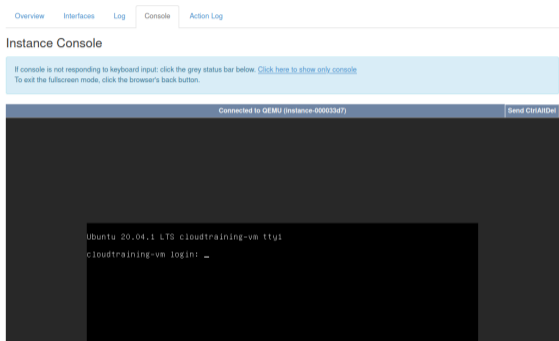 Overview Interfaces Log Console Action Log
Instance Console
If console is not responding to keyboard input: click the grey status bar below. Click here to show only console
To exit the fullscreen mode, click the browser's back button.
Connected to QEMU (instance-000033d7) Send CtrlAltDel
Ubuntu 20.04.1 LTS cloudtraining-vm tty1
cloudtraining-vm login: _